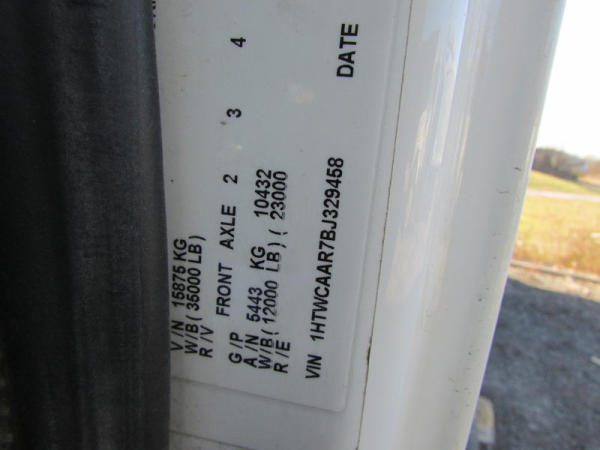 V/N 15875 KG
W/B ( 35000 LB )
R/V FRONT AXLE 2 3 4
G/P
A/N 5443 KG 10432
W/B ( 12000 LB ) ( 23000
R/E
VIN 1HTWCAAR7BJ329458 DATE